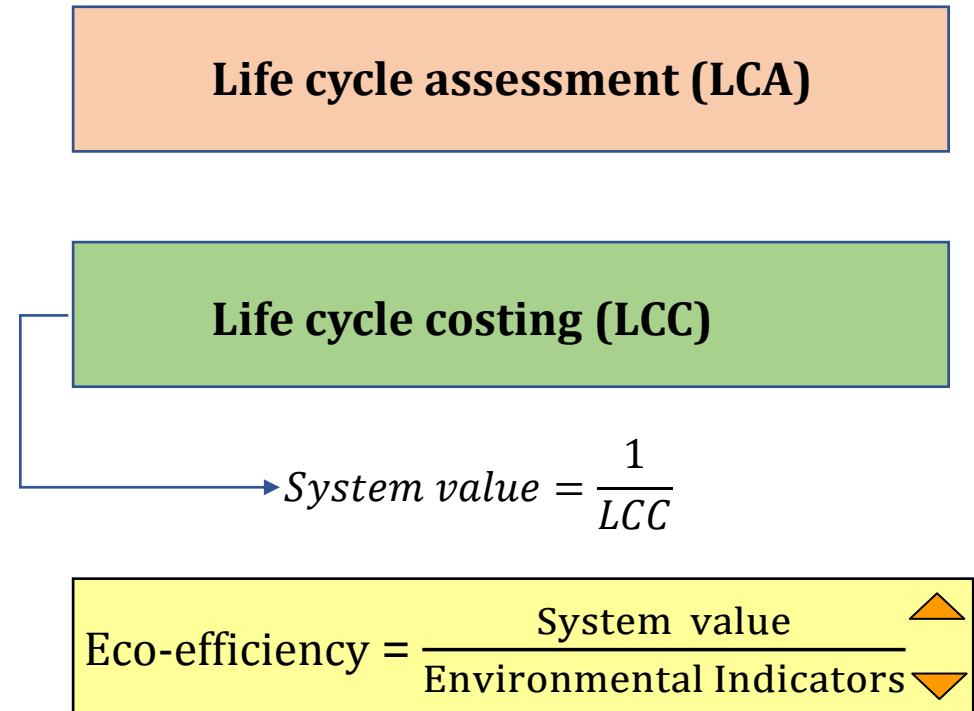 Life cycle assessment (LCA)
Life cycle costing (LCC)
System value = 1/LCC
Eco-efficiency = System value/Environmental Indicators